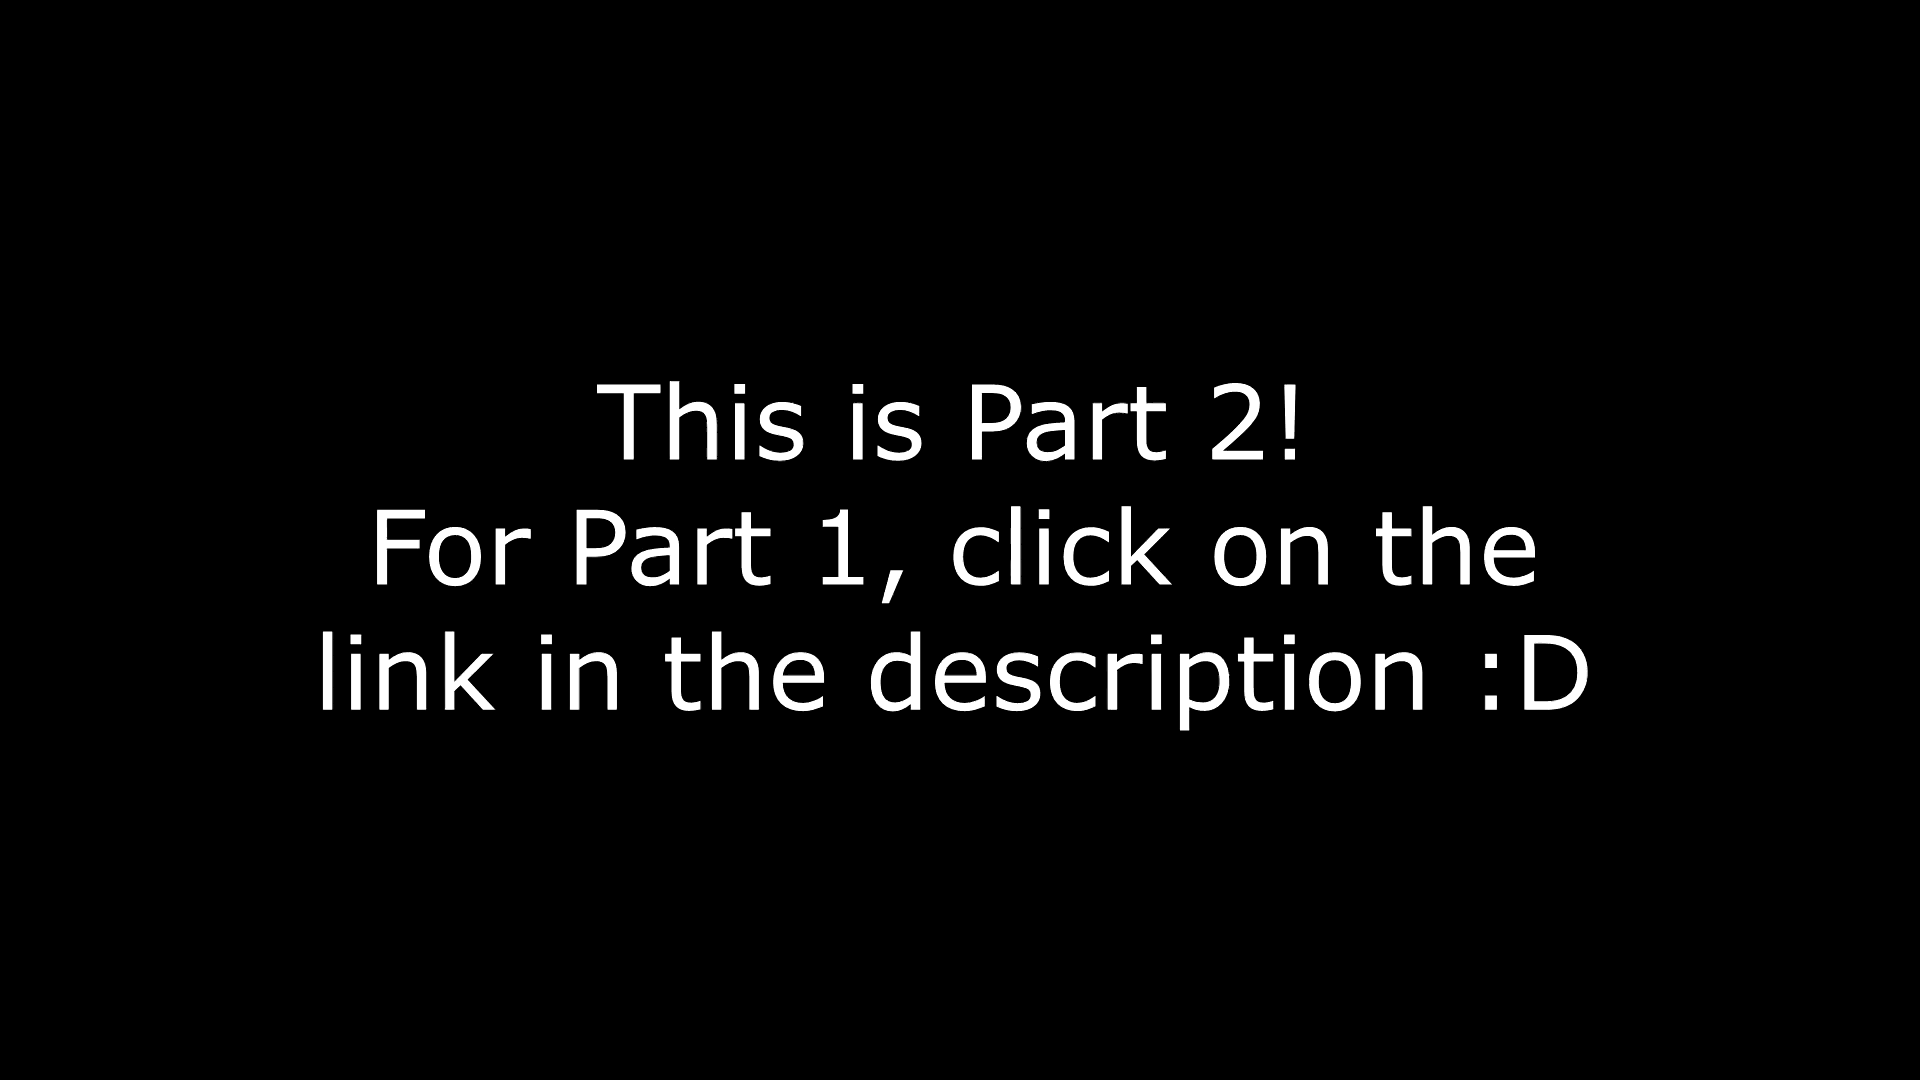 This is Part 2!
For Part 1, click on the
link in the description :D